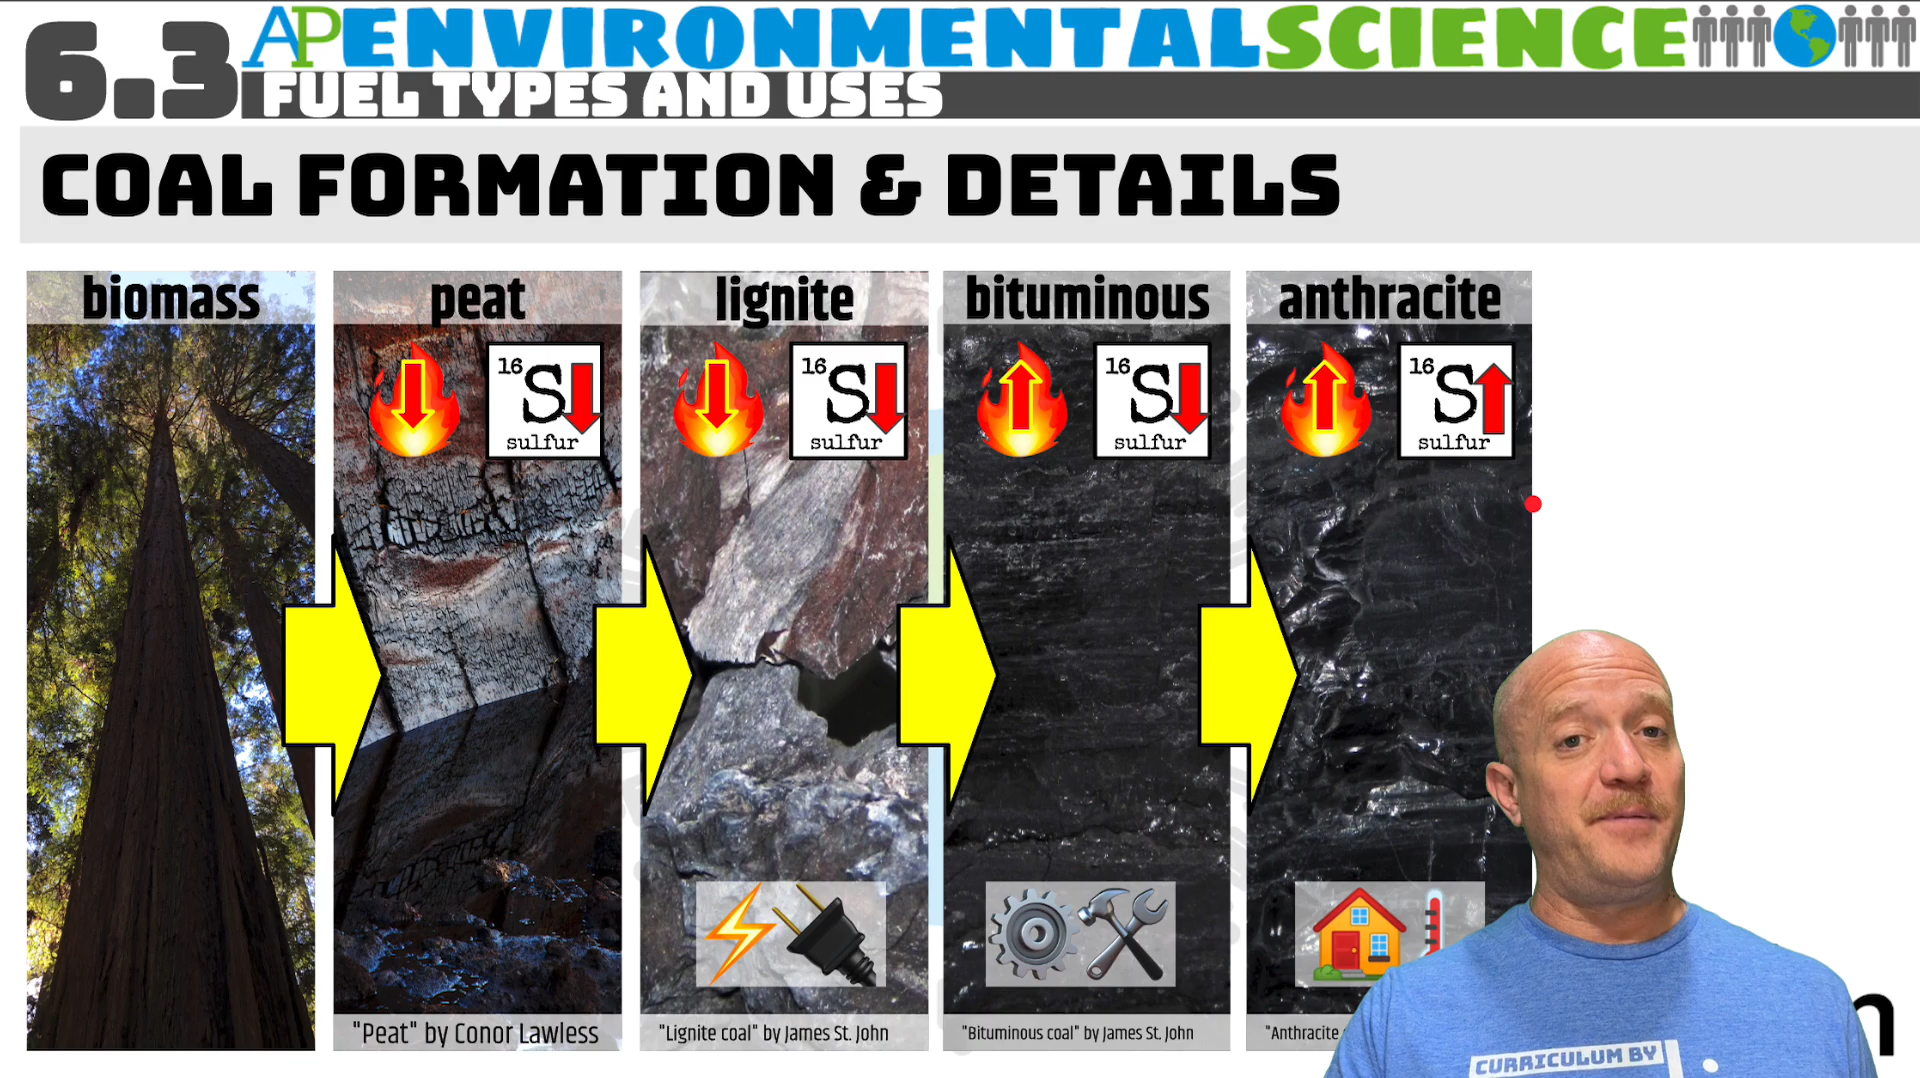 6.3
AP ENVIRONMENTAL SCIENCE
FUEL TYPES AND USES
COAL FORMATION & DETAILS
biomass
peat
lignite
bituminous
anthracite
16
S
sulfur
16
S
sulfur
16
S
sulfur
16
S
sulfur
"Peat" by Conor Lawless
"Lignite coal" by James St. John
"Bituminous coal" by James St. John
"Anthracite
n
CURRICULUM BY